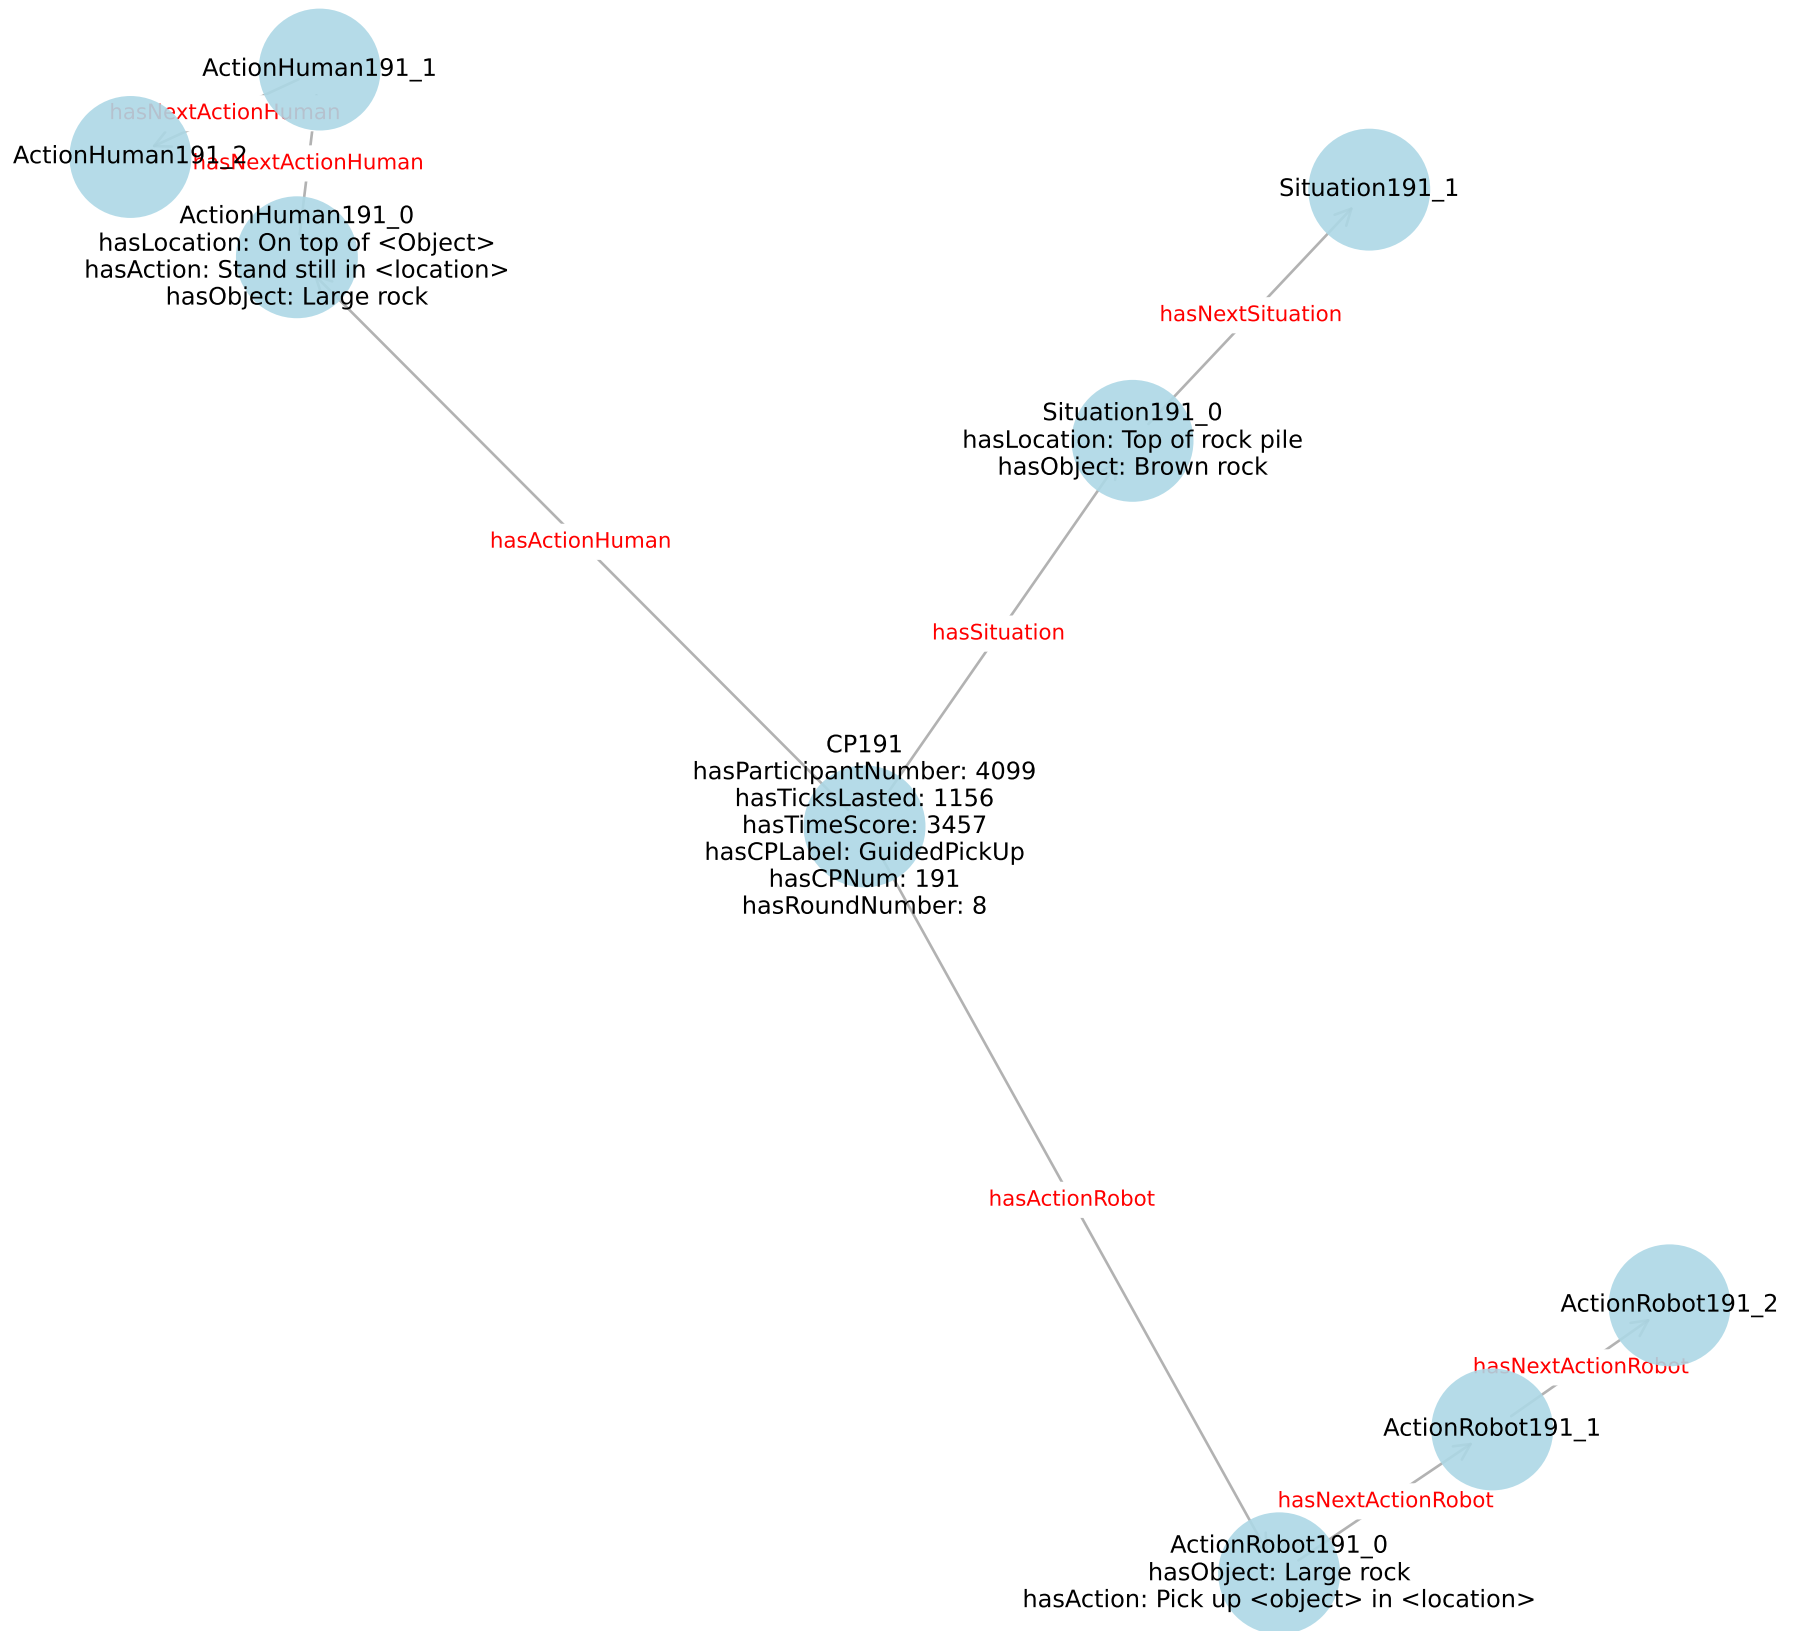 ActionHuman191_1
hasNextActionHuman
ActionHuman191_2
hasNextActionHuman
ActionHuman191_0
hasLocation: On top of <Object>
hasAction: Stand still in <location>
hasObject: Large rock
Situation191_1
hasNextSituation
Situation191_0
hasLocation: Top of rock pile
hasObject: Brown rock
hasActionHuman
hasSituation
CP191
hasParticipantNumber: 4099
hasTicksLasted: 1156
hasTimeScore: 3457
hasCPLabel: GuidedPickUp
hasCPNum: 191
hasRoundNumber: 8
hasActionRobot
ActionRobot191_2
hasNextActionRobot
ActionRobot191_1
hasNextActionRobot
ActionRobot191_0
hasObject: Large rock
hasAction: Pick up <object> in <location>